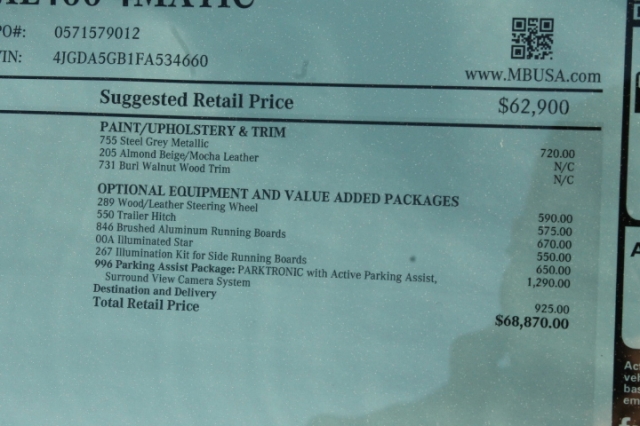 400 4MATIC
PO#: 0571579012
VIN: 4JGDA5GB1FA534660
www.MBUSA.com
Suggested Retail Price $62,900
PAINT/UPHOLSTERY & TRIM
755 Steel Grey Metallic 720.00
205 Almond Beige/Mocha Leather N/C
731 Burl Walnut Wood Trim N/C
OPTIONAL EQUIPMENT AND VALUE ADDED PACKAGES
289 Wood/Leather Steering Wheel 590.00
550 Trailer Hitch 575.00
846 Brushed Aluminum Running Boards 670.00
00A Illuminated Star 550.00
267 Illumination Kit for Side Running Boards 650.00
996 Parking Assist Package: PARKTRONIC with Active Parking Assist, 1,290.00
Surround View Camera System
Destination and Delivery 925.00
Total Retail Price $68,870.00